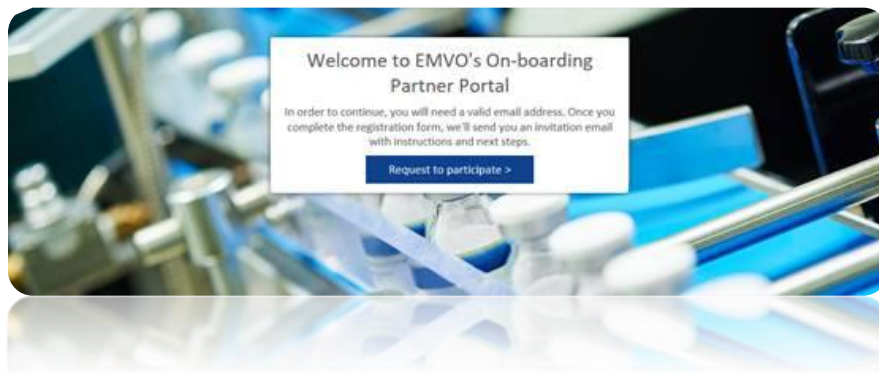 Welcome to EMVO's On-boarding
Partner Portal
In order to continue, you will need a valid email address. Once you
complete the registration form, we'll send you an invitation email
with instructions and next steps.
Request to participate >